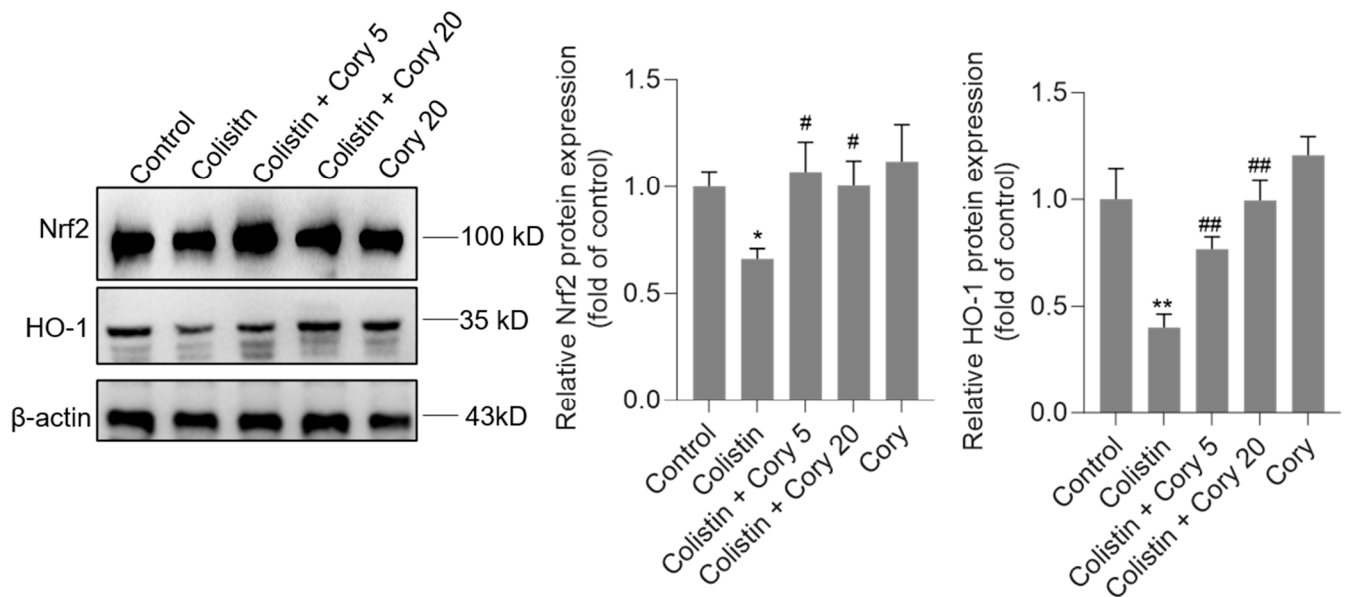 Control
Colisitn
Colistin + Cory 5
Colistin + Cory 20
Cory 20
Nrf2
100 kD
HO-1
35 kD
β-actin
43kD
Relative Nrf2 protein expression
(fold of control)
1.5
1.0
0.5
0.0
*
#
#
Control
Colistin
Colistin + Cory 5
Colistin + Cory 20
Cory
Relative HO-1 protein expression
(fold of control)
1.5
1.0
0.5
0.0
**
##
##
Control
Colistin
Colistin + Cory 5
Colistin + Cory 20
Cory